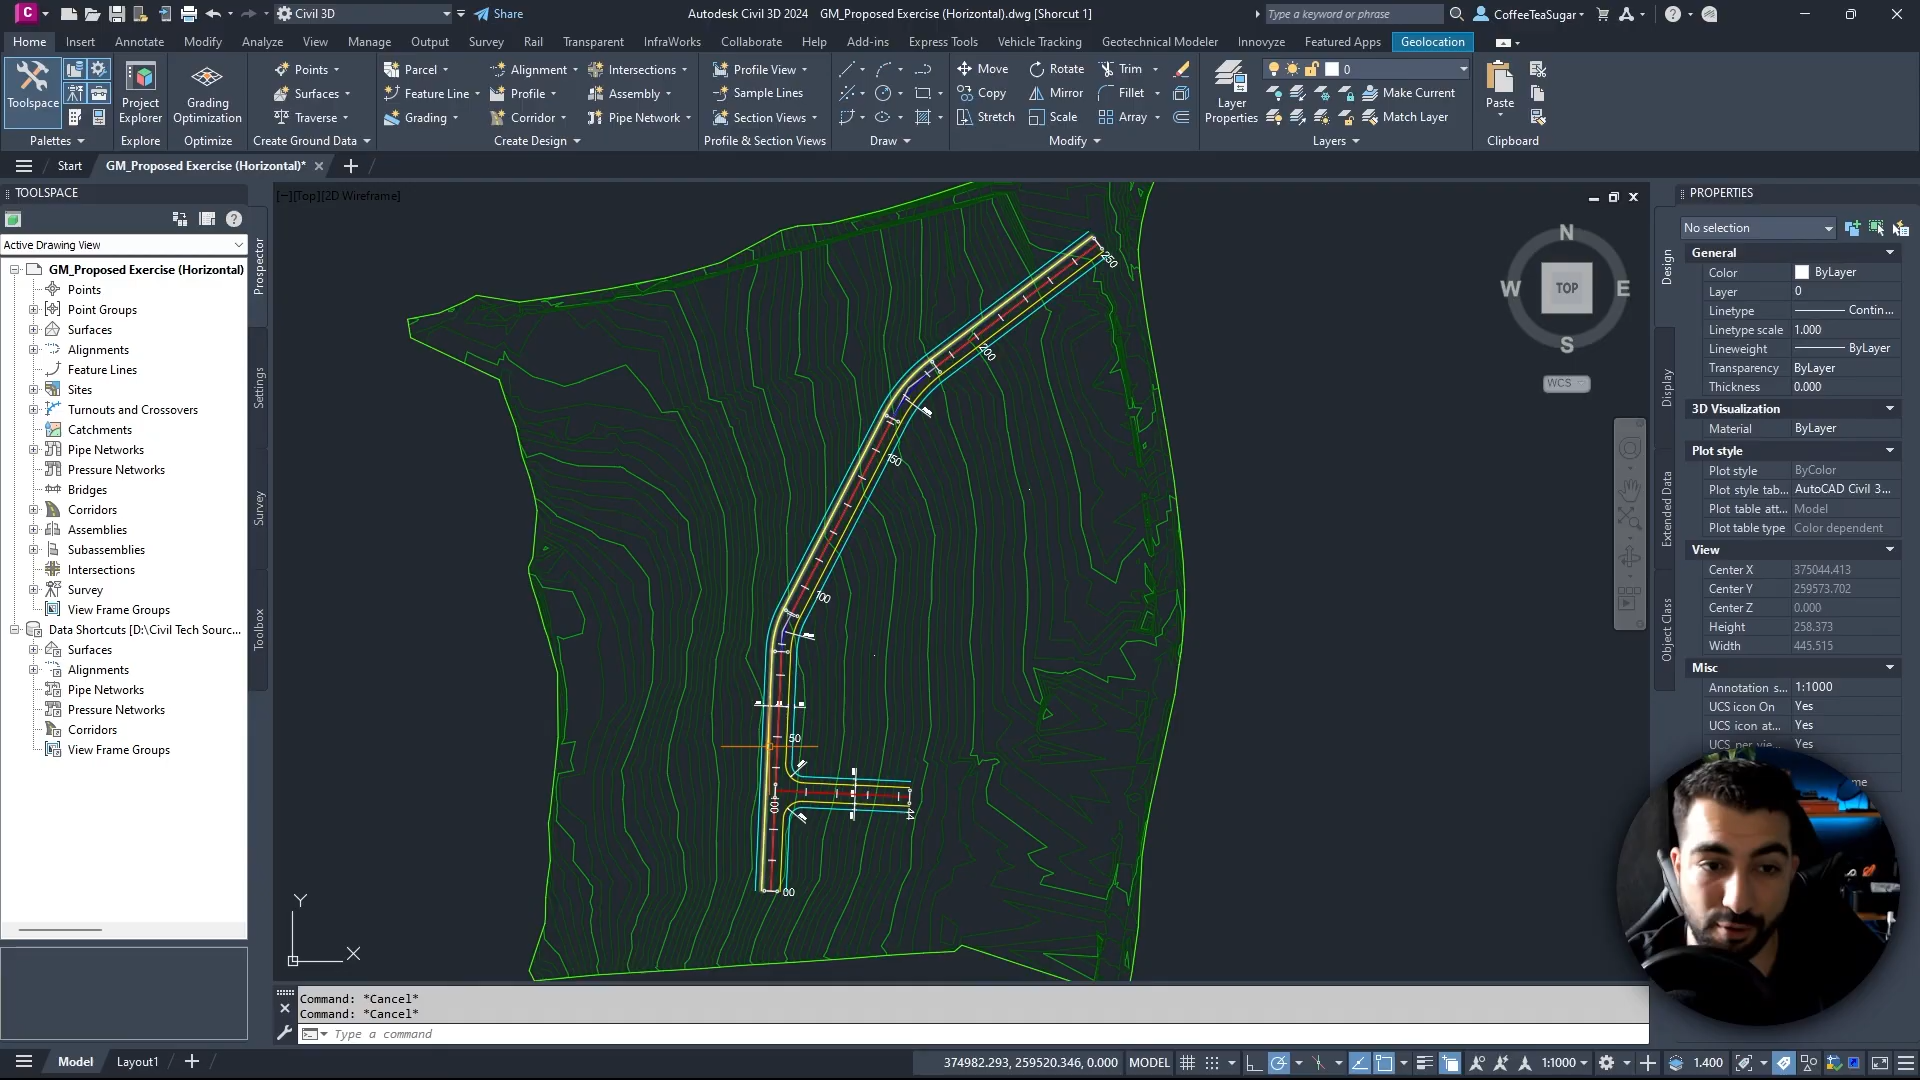 C
Civil 3D
Share
Autodesk Civil 3D 2024
GM_Proposed Exercise (Horizontal).dwg [Shorcut 1]
Type a keyword or phrase
CoffeeTeaSugar
Home
Insert
Annotate
Modify
Analyze
View
Manage
Output
Survey
Rail
Transparent
InfraWorks
Collaborate
Help
Add-ins
Express Tools
Vehicle Tracking
Geotechnical Modeler
Innovyze
Featured Apps
Geolocation
Toolspace
Project Explorer
Grading Optimization
Points
Surfaces
Traverse
Parcel
Feature Line
Grading
Alignment
Profile
Corridor
Intersections
Assembly
Pipe Network
Profile View
Sample Lines
Section Views
Move
Rotate
Trim
Copy
Mirror
Fillet
Stretch
Scale
Array
Layer Properties
0
Make Current
Match Layer
Paste
Palettes
Explore
Optimize
Create Ground Data
Create Design
Profile & Section Views
Draw
Modify
Layers
Clipboard
Start
GM_Proposed Exercise (Horizontal)*
TOOLSPACE
Active Drawing View
GM_Proposed Exercise (Horizontal)
Points
Point Groups
Surfaces
Alignments
Feature Lines
Sites
Turnouts and Crossovers
Catchments
Pipe Networks
Pressure Networks
Bridges
Corridors
Assemblies
Subassemblies
Intersections
Survey
View Frame Groups
Data Shortcuts [D:\Civil Tech Sourc...
Surfaces
Alignments
Pipe Networks
Pressure Networks
Corridors
View Frame Groups
Prospector
Settings
Survey
Toolbox
[−][Top][2D Wireframe]
250
200
150
100
50
00
44
00
N
W
TOP
E
S
WCS
Y
X
PROPERTIES
No selection
General
Color ByLayer
Layer 0
Linetype Contin...
Linetype scale 1.000
Lineweight ByLayer
Transparency ByLayer
Thickness 0.000
3D Visualization
Material ByLayer
Plot style
Plot style ByColor
Plot style tab... AutoCAD Civil 3...
Plot table att... Model
Plot table type Color dependent
View
Center X 375044.413
Center Y 259573.702
Center Z 0.000
Height 258.373
Width 445.515
Misc
Annotation s... 1:1000
UCS icon On Yes
UCS icon at... Yes
UCS per vie... Yes
me
Design
Display
Extended Data
Object Class
Command: *Cancel*
Command: *Cancel*
Type a command
Model
Layout1
374982.293, 259520.346, 0.000
MODEL
1:1000
1.400